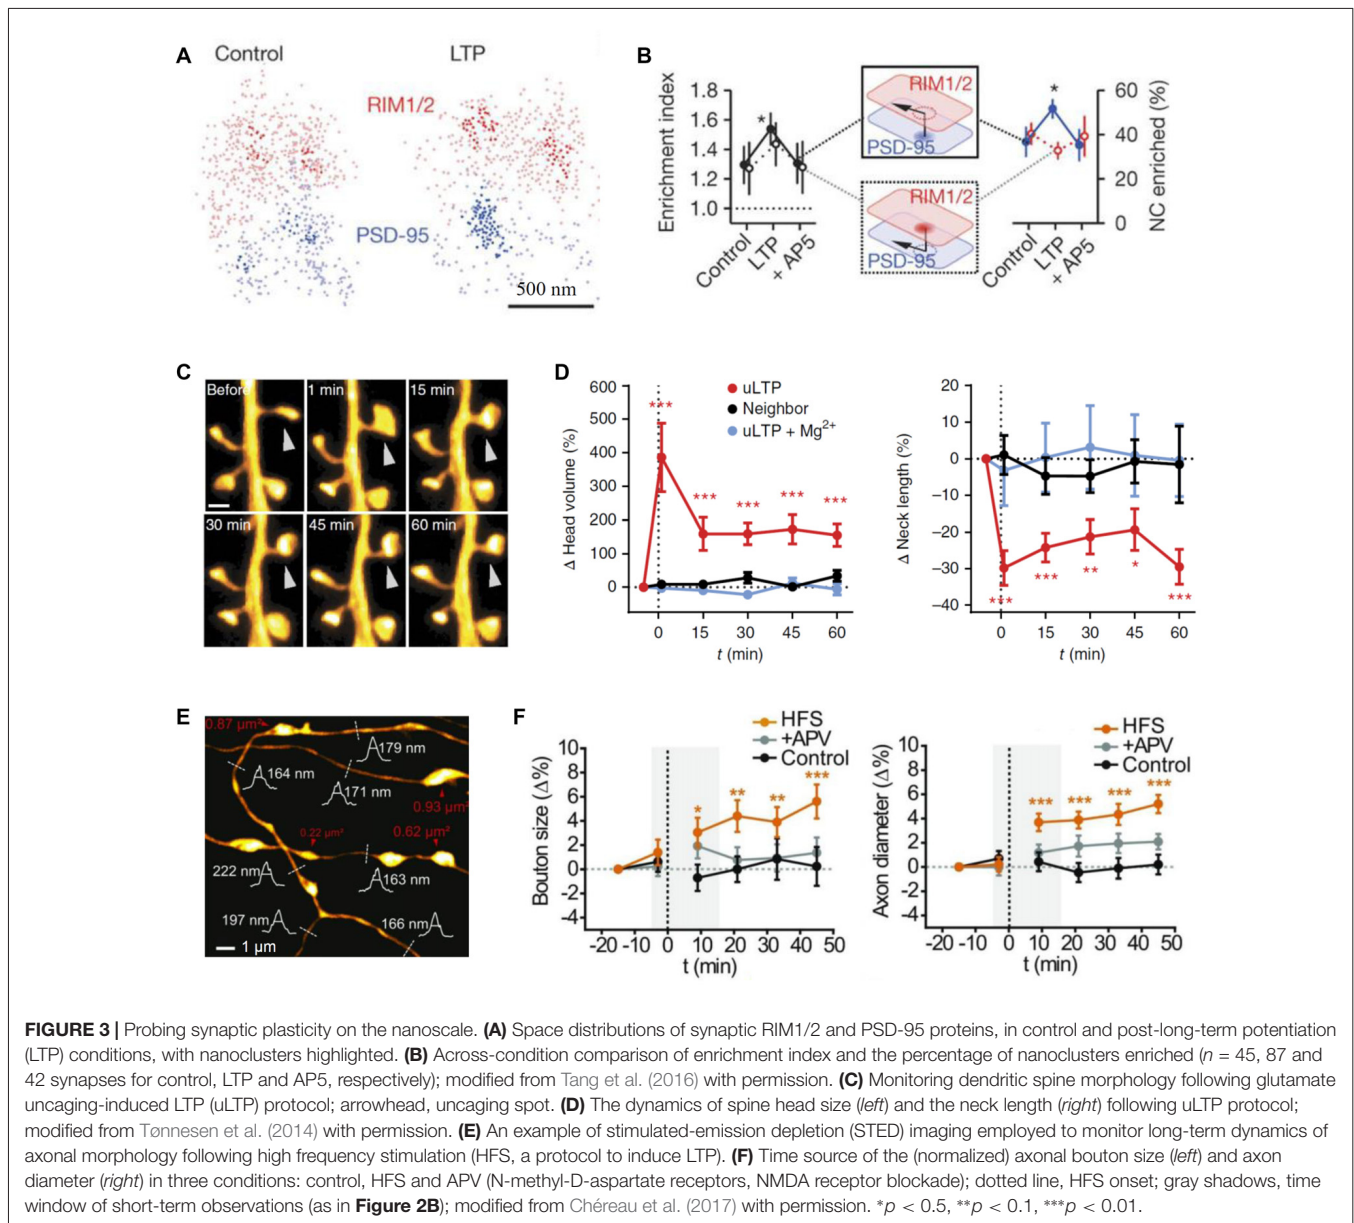 A
Control
LTP
RIM1/2
PSD-95
500 nm
B
Enrichment index
1.8
1.6
1.4
1.2
1.0
*
Control
LTP
+ AP5
RIM1/2
PSD-95
RIM1/2
PSD-95
*
60
40
20
0
NC enriched (%)
Control
LTP
+ AP5
C
Before
1 min
15 min
30 min
45 min
60 min
D
Δ Head volume (%)
600
500
400
300
200
100
0
uLTP
Neighbor
uLTP + Mg²⁺
***
***
***
***
***
0
15
30
45
60
t (min)
Δ Neck length (%)
20
10
0
−10
−20
−30
−40
***
***
**
*
***
0
15
30
45
60
t (min)
E
0.87 µm²
179 nm
164 nm
171 nm
0.93 µm²
0.22 µm²
0.62 µm²
222 nm
163 nm
197 nm
166 nm
1 µm
F
HFS
+APV
Control
Bouton size (Δ%)
10
8
6
4
2
0
-2
-4
*
**
**
***
-20 -10 0 10 20 30 40 50
t (min)
HFS
+APV
Control
Axon diameter (Δ%)
10
8
6
4
2
0
-2
-4
***
***
***
***
-20 -10 0 10 20 30 40 50
t (min)
FIGURE 3 | Probing synaptic plasticity on the nanoscale. (A) Space distributions of synaptic RIM1/2 and PSD-95 proteins, in control and post-long-term potentiation
(LTP) conditions, with nanoclusters highlighted. (B) Across-condition comparison of enrichment index and the percentage of nanoclusters enriched (n = 45, 87 and
42 synapses for control, LTP and AP5, respectively); modified from Tang et al. (2016) with permission. (C) Monitoring dendritic spine morphology following glutamate
uncaging-induced LTP (uLTP) protocol; arrowhead, uncaging spot. (D) The dynamics of spine head size (left) and the neck length (right) following uLTP protocol;
modified from Tønnesen et al. (2014) with permission. (E) An example of stimulated-emission depletion (STED) imaging employed to monitor long-term dynamics of
axonal morphology following high frequency stimulation (HFS, a protocol to induce LTP). (F) Time source of the (normalized) axonal bouton size (left) and axon
diameter (right) in three conditions: control, HFS and APV (N-methyl-D-aspartate receptors, NMDA receptor blockade); dotted line, HFS onset; gray shadows, time
window of short-term observations (as in Figure 2B); modified from Chéreau et al. (2017) with permission. *p < 0.5, **p < 0.1, ***p < 0.01.